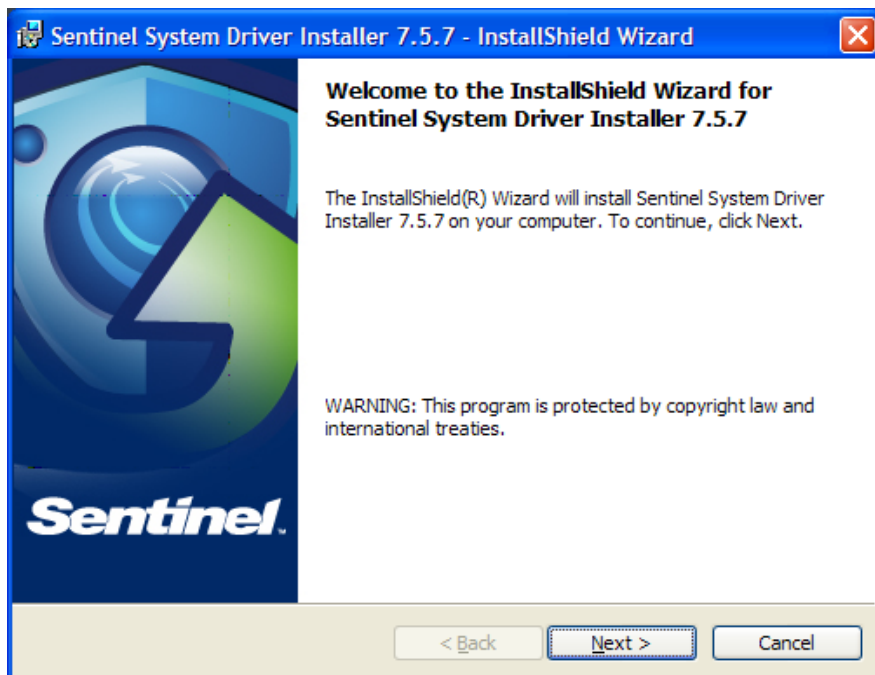 Sentinel System Driver Installer 7.5.7 - InstallShield Wizard
Welcome to the InstallShield Wizard for
Sentinel System Driver Installer 7.5.7
The InstallShield(R) Wizard will install Sentinel System Driver
Installer 7.5.7 on your computer. To continue, click Next.
WARNING: This program is protected by copyright law and
international treaties.
Sentinel
< Back
Next >
Cancel